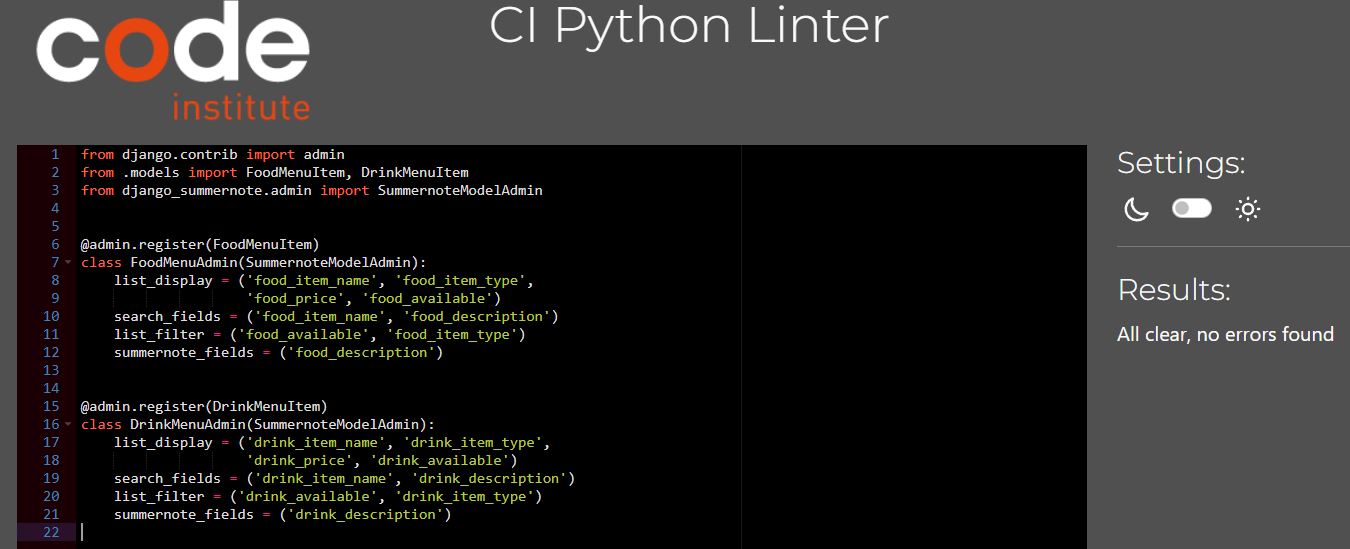 code
institute
CI Python Linter
1 from django.contrib import admin
2 from .models import FoodMenuItem, DrinkMenuItem
3 from django_summernote.admin import SummernoteModelAdmin
4
5
6 @admin.register(FoodMenuItem)
7 class FoodMenuAdmin(SummernoteModelAdmin):
8     list_display = ('food_item_name', 'food_item_type',
9                     'food_price', 'food_available')
10     search_fields = ('food_item_name', 'food_description')
11     list_filter = ('food_available', 'food_item_type')
12     summernote_fields = ('food_description')
13
14
15 @admin.register(DrinkMenuItem)
16 class DrinkMenuAdmin(SummernoteModelAdmin):
17     list_display = ('drink_item_name', 'drink_item_type',
18                     'drink_price', 'drink_available')
19     search_fields = ('drink_item_name', 'drink_description')
20     list_filter = ('drink_available', 'drink_item_type')
21     summernote_fields = ('drink_description')
22
Settings:
Results:
All clear, no errors found